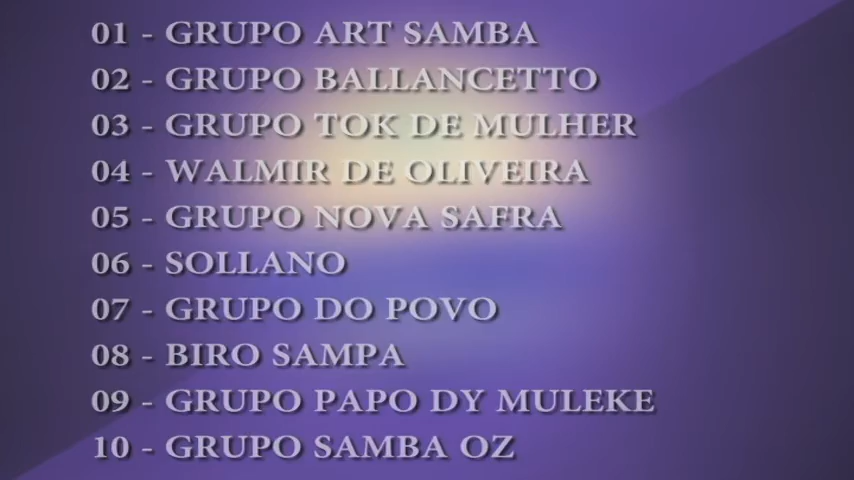 01 - GRUPO ART SAMBA
02 - GRUPO BALLANCETTO
03 - GRUPO TOK DE MULHER
04 - WALMIR DE OLIVEIRA
05 - GRUPO NOVA SAFRA
06 - SOLLANO
07 - GRUPO DO POVO
08 - BIRO SAMPA
09 - GRUPO PAPO DY MULEKE
10 - GRUPO SAMBA OZ